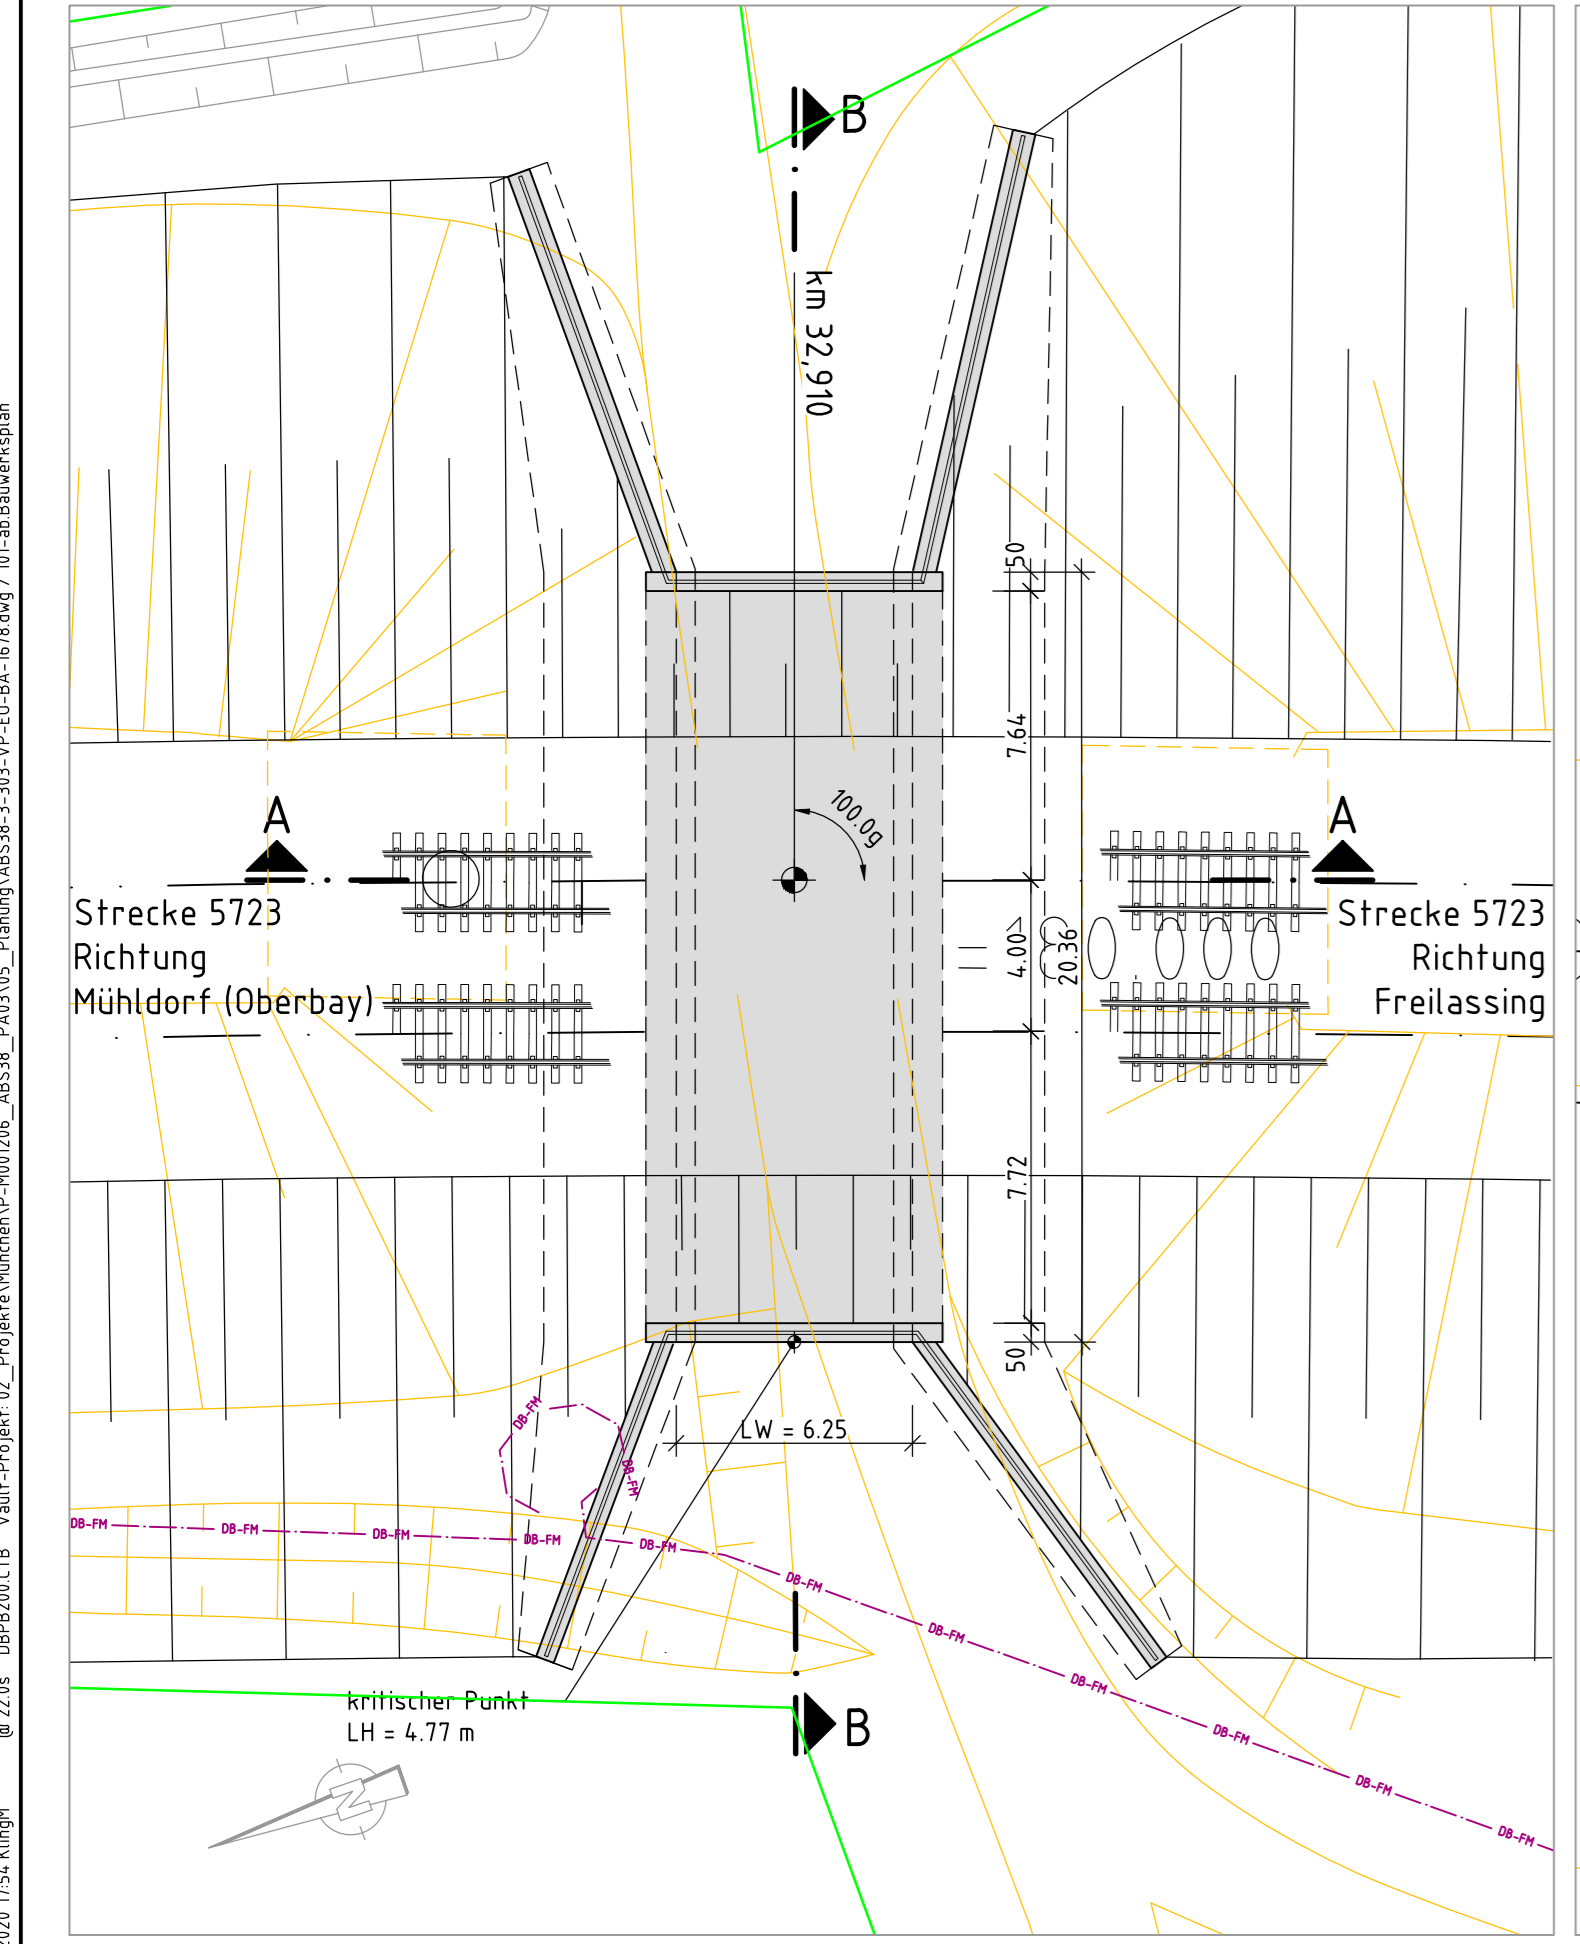 B
km 32,910
50
7.64
100.0g
A
A
Strecke 5723
Richtung
Mühldorf (Oberbay)
4.00
20.36
Strecke 5723
Richtung
Freilassing
7.72
50
LW = 6.25
DB-FM
DB-FM
DB-FM
DB-FM
DB-FM
DB-FM
DB-FM
DB-FM
DB-FM
DB-FM
DB-FM
DB-FM
DB-FM
kritischer Punkt
LH = 4.77 m
B
N